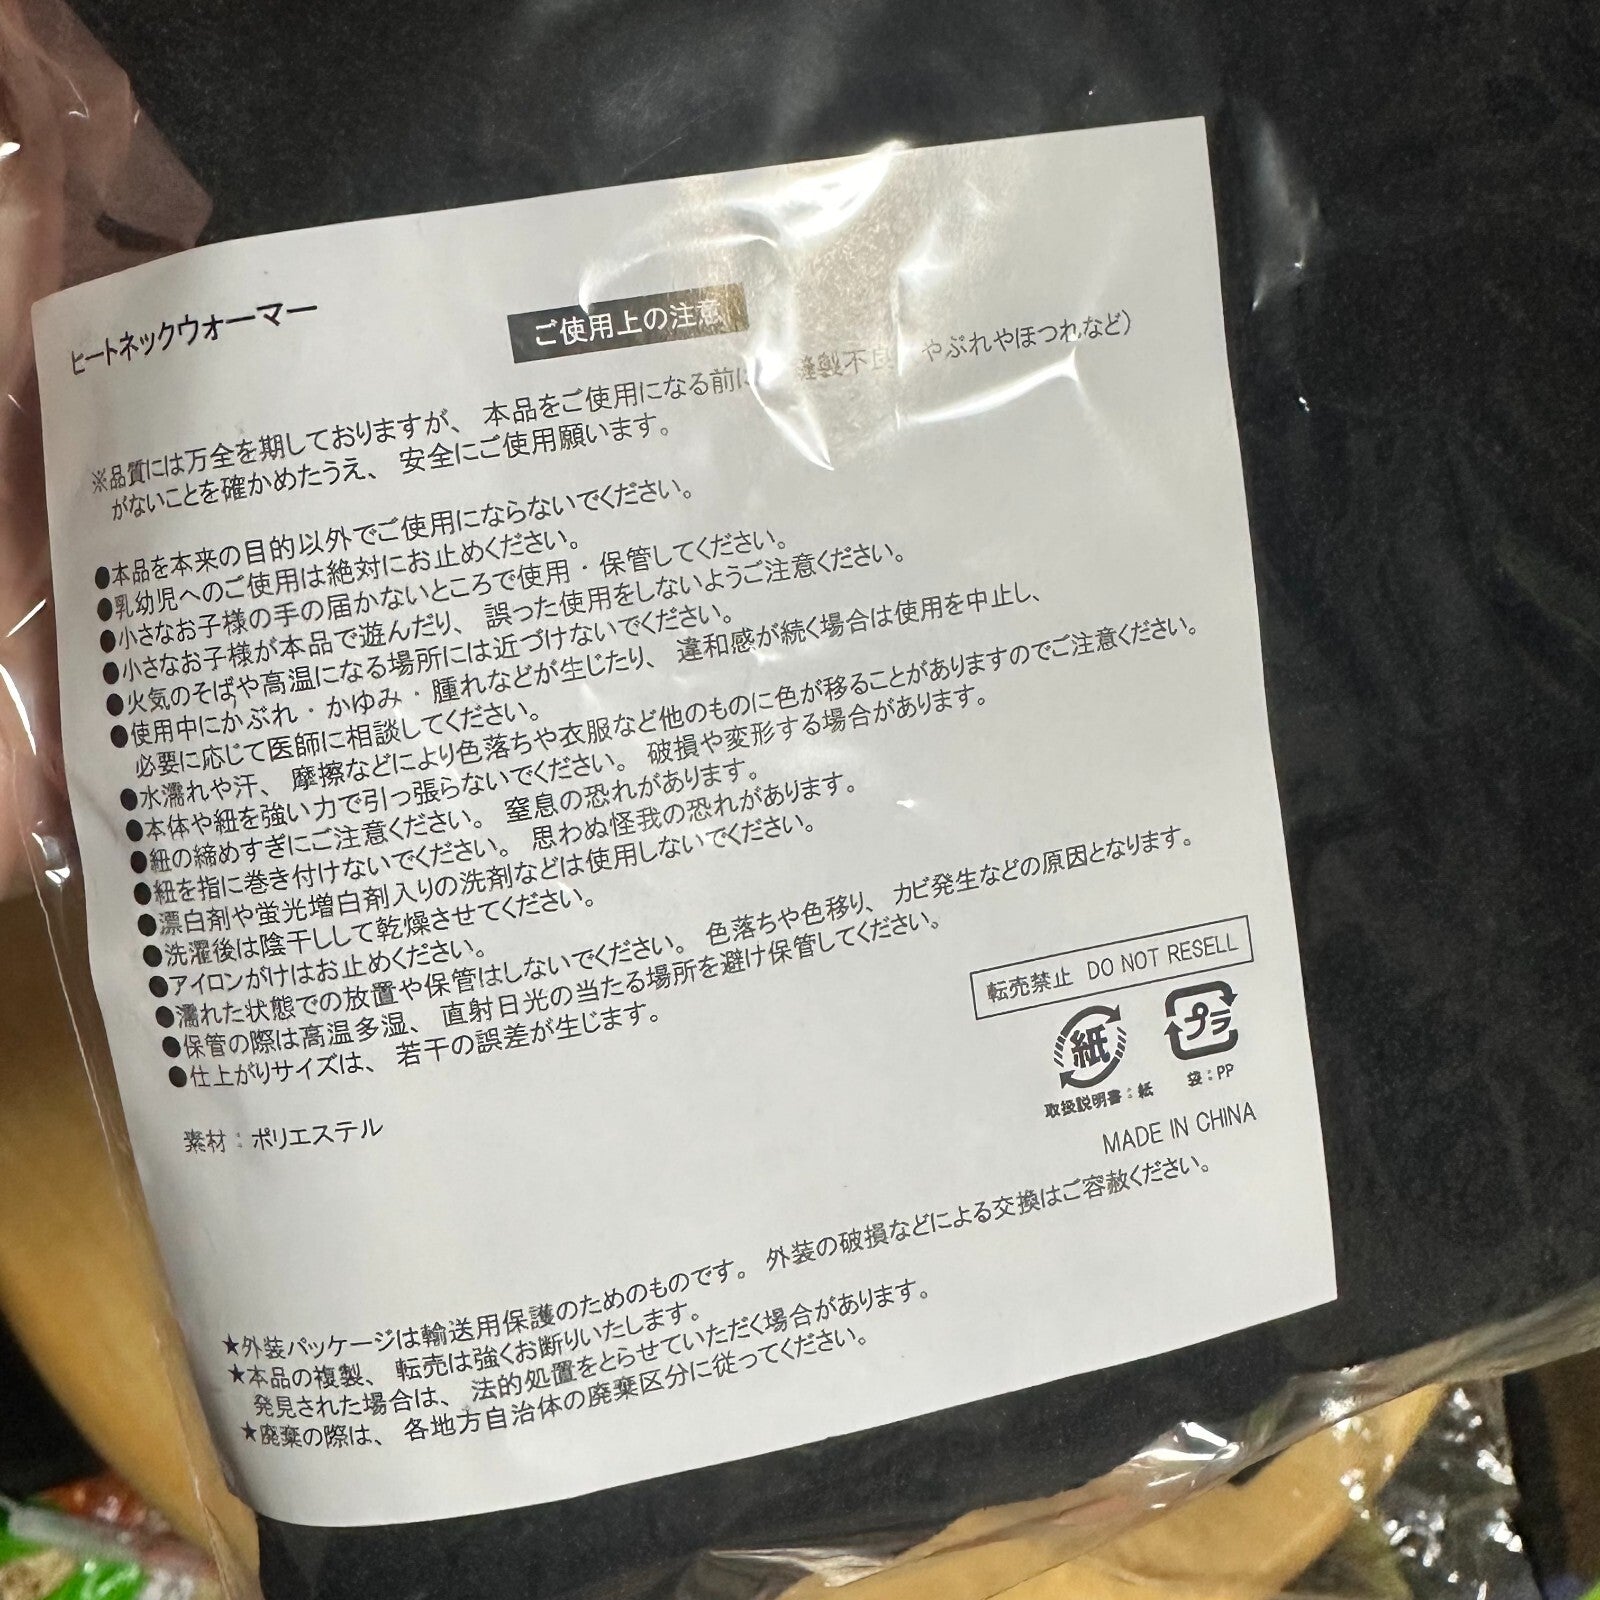 ヒートネックウォーマー
ご使用上の注意
※品質には万全を期しておりますが、本品をご使用になる前に 縫製不良 やぶれやほつれなど）
がないことを確かめたうえ、安全にご使用願います。
●本品を本来の目的以外でご使用にならないでください。
●乳幼児へのご使用は絶対にお止めください。
●小さなお子様の手の届かないところで使用・保管してください。
●小さなお子様が本品で遊んだり、誤った使用をしないようご注意ください。
●火気のそばや高温になる場所には近づけないでください。
●使用中にかぶれ・かゆみ・腫れなどが生じたり、違和感が続く場合は使用を中止し、
必要に応じて医師に相談してください。
●水濡れや汗、摩擦などにより色落ちや衣服など他のものに色が移ることがありますのでご注意ください。
●本体や紐を強い力で引っ張らないでください。破損や変形する場合があります。
●紐の締めすぎにご注意ください。窒息の恐れがあります。
●紐を指に巻き付けないでください。思わぬ怪我の恐れがあります。
●漂白剤や蛍光増白剤入りの洗剤などは使用しないでください。
●洗濯後は陰干しして乾燥させてください。
●アイロンがけはお止めください。
●濡れた状態での放置や保管はしないでください。色落ちや色移り、カビ発生などの原因となります。
●保管の際は高温多湿、直射日光の当たる場所を避け保管してください。
●仕上がりサイズは、若干の誤差が生じます。
転売禁止 DO NOT RESELL
紙 プラ
取扱説明書：紙 袋：PP
素材：ポリエステル
MADE IN CHINA
★外装パッケージは輸送用保護のためのものです。外装の破損などによる交換はご容赦ください。
★本品の複製、転売は強くお断りいたします。
発見された場合は、法的処置をとらせていただく場合があります。
★廃棄の際は、各地方自治体の廃棄区分に従ってください。